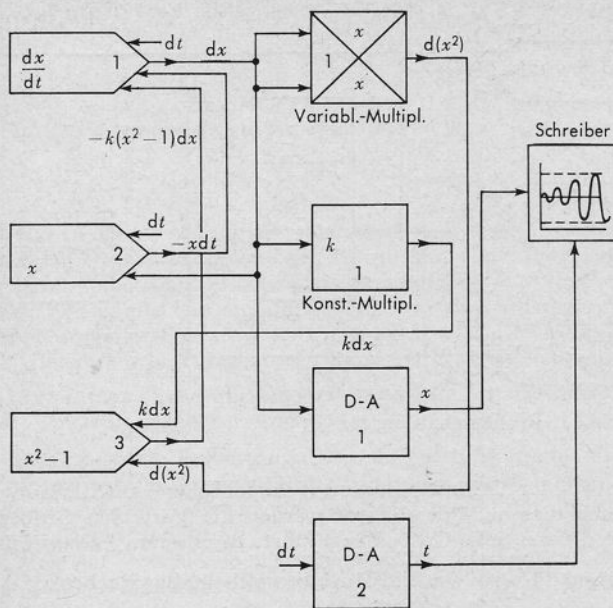 dt
dx
dx
dt
1
1
x
x
d(x²)
Variabl.-Multipl.
−k(x²−1)dx
Schreiber
dt
2
−xdt
x
k
1
Konst.-Multipl.
kdx
kdx
3
x²−1
d(x²)
D-A
1
x
dt
D-A
2
t